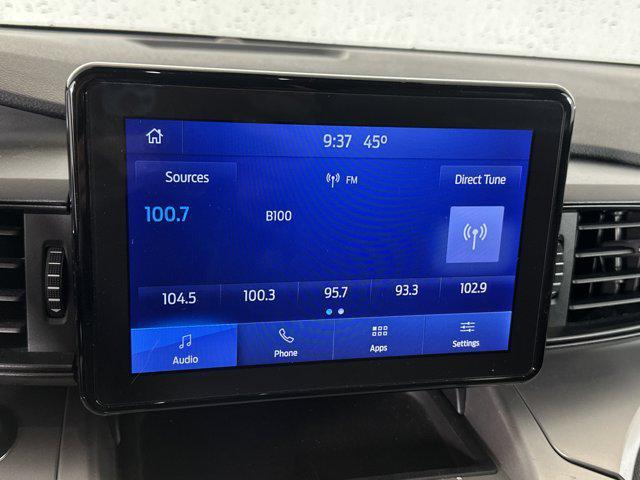 9:37 45°
Sources
FM
Direct Tune
100.7
B100
104.5 100.3 95.7 93.3 102.9
Audio Phone Apps Settings